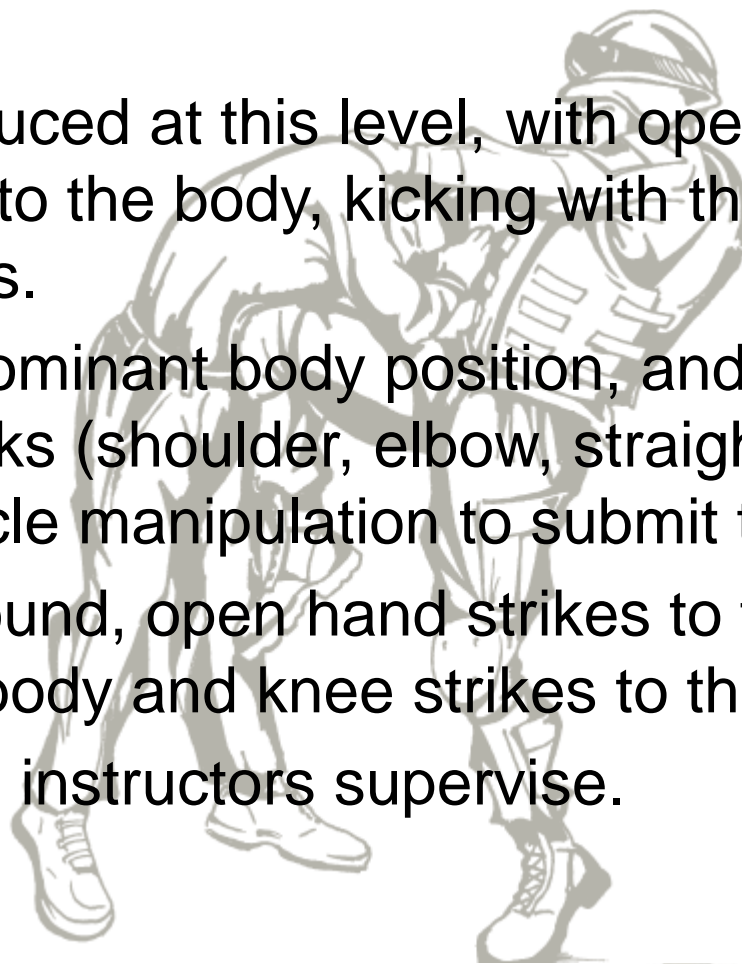 uced at this level, with ope
to the body, kicking with th
s.
ominant body position, and
ks (shoulder, elbow, straigh
cle manipulation to submit t
ound, open hand strikes to
body and knee strikes to th
instructors supervise.